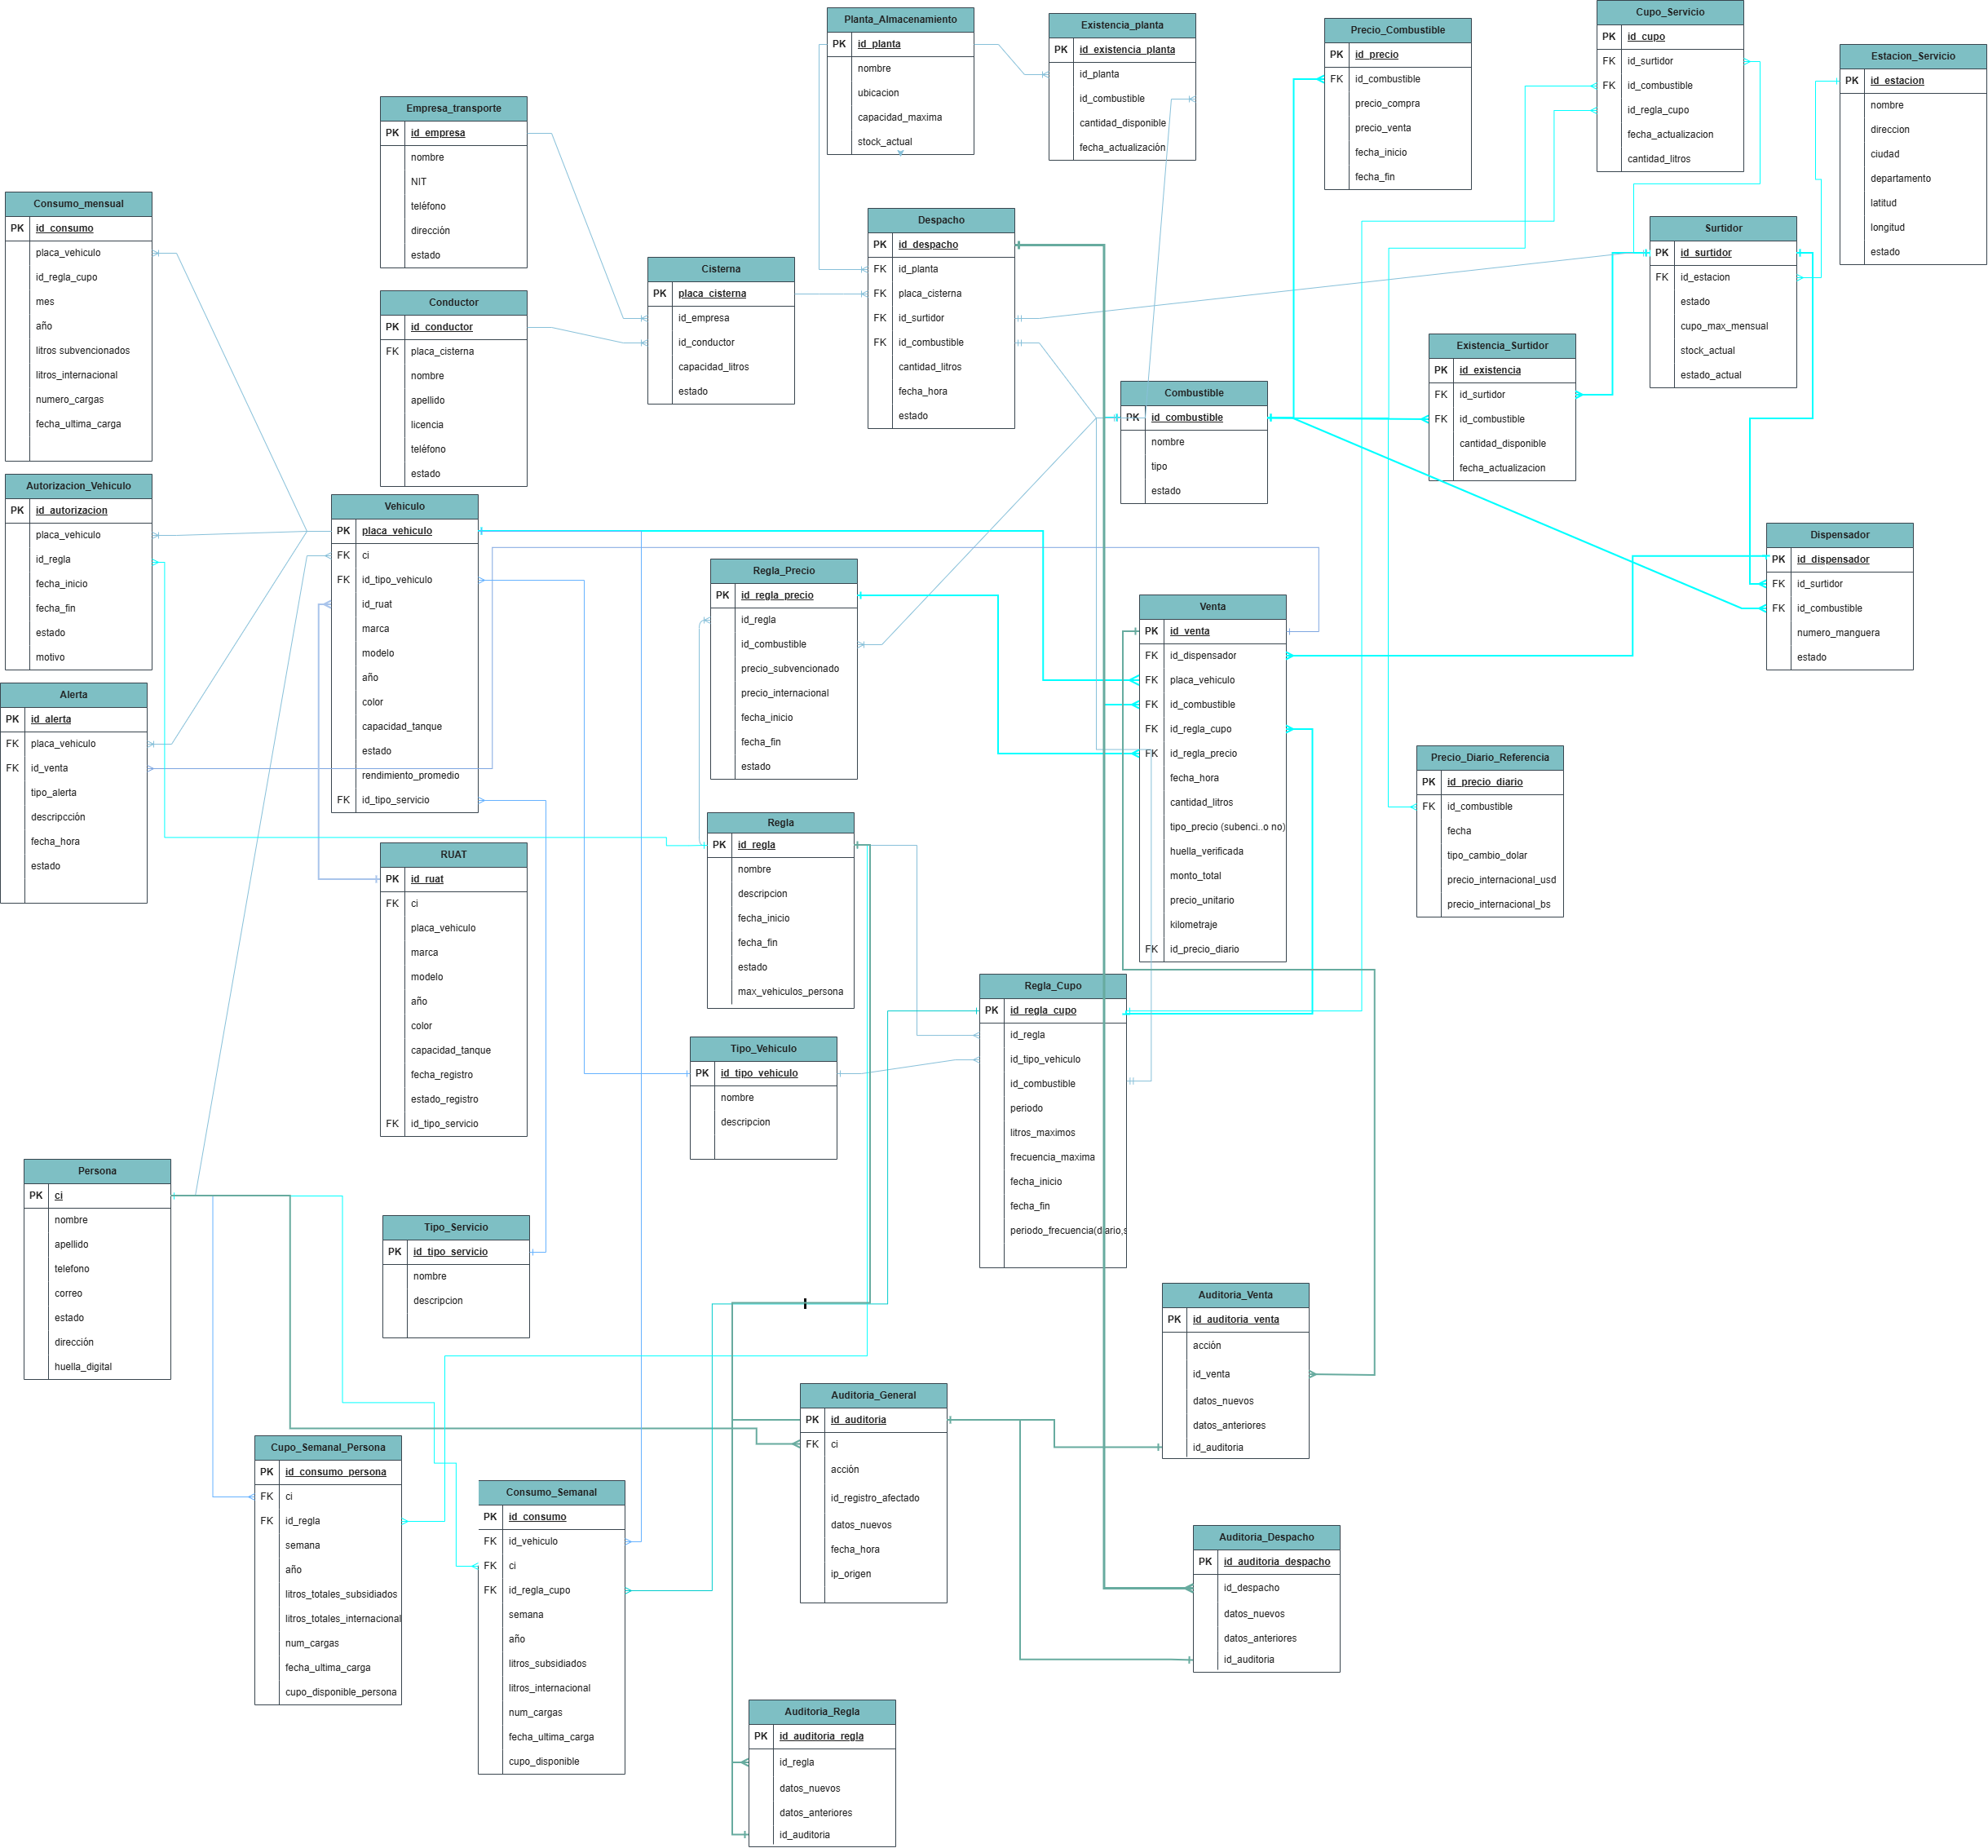 Planta_Almacenamiento
PK id_planta
nombre
ubicacion
capacidad_maxima
stock_actual
Existencia_planta
PK id_existencia_planta
id_planta
id_combustible
cantidad_disponible
fecha_actualización
Precio_Combustible
PK id_precio
FK id_combustible
precio_compra
precio_venta
fecha_inicio
fecha_fin
Cupo_Servicio
PK id_cupo
FK id_surtidor
FK id_combustible
id_regla_cupo
fecha_actualizacion
cantidad_litros
Estacion_Servicio
PK id_estacion
nombre
direccion
ciudad
departamento
latitud
longitud
estado
Empresa_transporte
PK id_empresa
nombre
NIT
teléfono
dirección
estado
Consumo_mensual
PK id_consumo
placa_vehiculo
id_regla_cupo
mes
año
litros subvencionados
litros_internacional
numero_cargas
fecha_ultima_carga
Conductor
PK id_conductor
FK placa_cisterna
nombre
apellido
licencia
teléfono
estado
Cisterna
PK placa_cisterna
id_empresa
id_conductor
capacidad_litros
estado
Despacho
PK id_despacho
FK id_planta
FK placa_cisterna
FK id_surtidor
FK id_combustible
cantidad_litros
fecha_hora
estado
Surtidor
PK id_surtidor
FK id_estacion
estado
cupo_max_mensual
stock_actual
estado_actual
Existencia_Surtidor
PK id_existencia
FK id_surtidor
FK id_combustible
cantidad_disponible
fecha_actualizacion
Combustible
PK id_combustible
nombre
tipo
estado
Autorizacion_Vehiculo
PK id_autorizacion
placa_vehiculo
id_regla
fecha_inicio
fecha_fin
estado
motivo
Vehiculo
PK placa_vehiculo
FK ci
FK id_tipo_vehiculo
id_ruat
marca
modelo
año
color
capacidad_tanque
estado
rendimiento_promedio
FK id_tipo_servicio
Dispensador
PK id_dispensador
FK id_surtidor
FK id_combustible
numero_manguera
estado
Regla_Precio
PK id_regla_precio
id_regla
id_combustible
precio_subvencionado
precio_internacional
fecha_inicio
fecha_fin
estado
Venta
PK id_venta
FK id_dispensador
FK placa_vehiculo
FK id_combustible
FK id_regla_cupo
FK id_regla_precio
fecha_hora
cantidad_litros
tipo_precio (subenci..o no)
huella_verificada
monto_total
precio_unitario
kilometraje
FK id_precio_diario
Alerta
PK id_alerta
FK placa_vehiculo
FK id_venta
tipo_alerta
descripcción
fecha_hora
estado
Precio_Diario_Referencia
PK id_precio_diario
FK id_combustible
fecha
tipo_cambio_dolar
precio_internacional_usd
precio_internacional_bs
Regla
PK id_regla
nombre
descripcion
fecha_inicio
fecha_fin
estado
max_vehiculos_persona
RUAT
PK id_ruat
FK ci
placa_vehiculo
marca
modelo
año
color
capacidad_tanque
fecha_registro
estado_registro
FK id_tipo_servicio
Regla_Cupo
PK id_regla_cupo
id_regla
id_tipo_vehiculo
id_combustible
periodo
litros_maximos
frecuencia_maxima
fecha_inicio
fecha_fin
periodo_frecuencia(diario,s
Tipo_Vehiculo
PK id_tipo_vehiculo
nombre
descripcion
Persona
PK ci
nombre
apellido
telefono
correo
estado
dirección
huella_digital
Tipo_Servicio
PK id_tipo_servicio
nombre
descripcion
Auditoria_Venta
PK id_auditoria_venta
acción
id_venta
datos_nuevos
datos_anteriores
id_auditoria
Auditoria_General
PK id_auditoria
FK ci
acción
id_registro_afectado
datos_nuevos
fecha_hora
ip_origen
Cupo_Semanal_Persona
PK id_consumo_persona
FK ci
FK id_regla
semana
año
litros_totales_subsidiados
litros_totales_internacional
num_cargas
fecha_ultima_carga
cupo_disponible_persona
Consumo_Semanal
PK id_consumo
FK id_vehiculo
FK ci
FK id_regla_cupo
semana
año
litros_subsidiados
litros_internacional
num_cargas
fecha_ultima_carga
cupo_disponible
Auditoria_Despacho
PK id_auditoria_despacho
id_despacho
datos_nuevos
datos_anteriores
id_auditoria
Auditoria_Regla
PK id_auditoria_regla
id_regla
datos_nuevos
datos_anteriores
id_auditoria